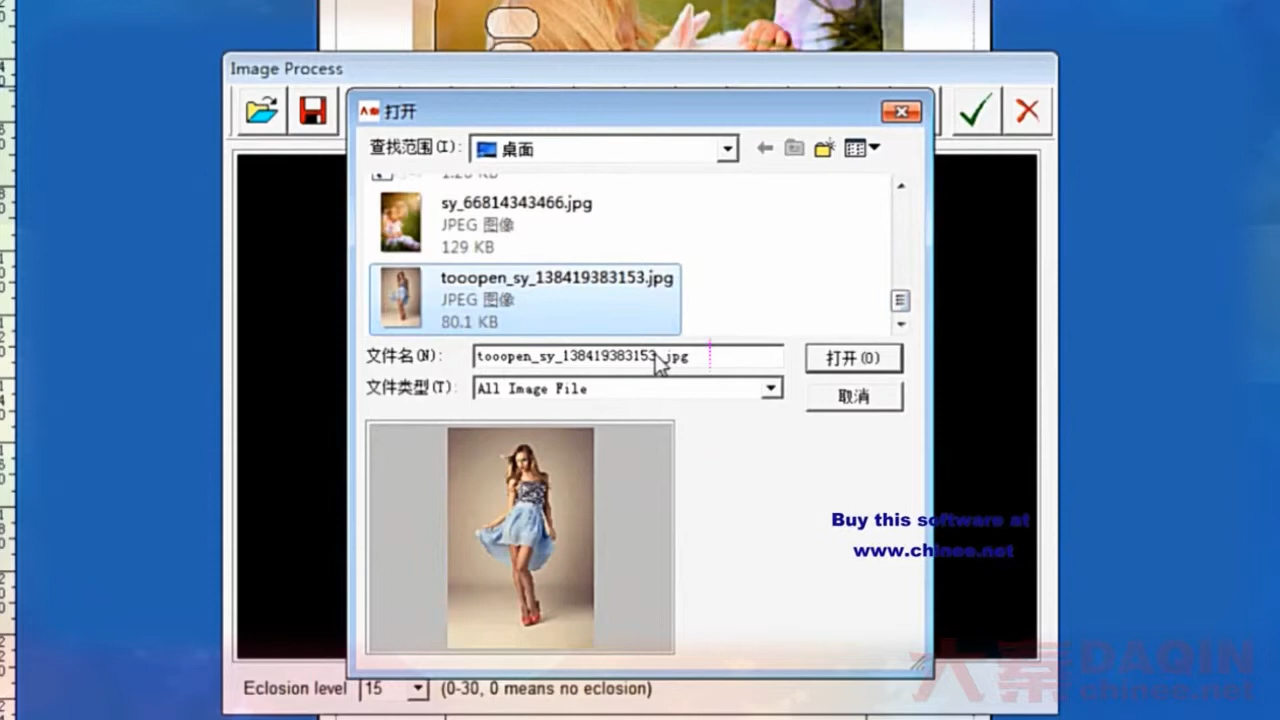 Image Process
打开
查找范围(I):
桌面
sy_66814343466.jpg
JPEG 图像
129 KB
tooopen_sy_138419383153.jpg
JPEG 图像
80.1 KB
文件名(N):
tooopen_sy_138419383153.jpg
打开(O)
文件类型(T):
All Image File
取消
Buy this software at
www.chinee.net
大秦 DAQIN
chinee.net
Eclosion level
15
(0-30, 0 means no eclosion)